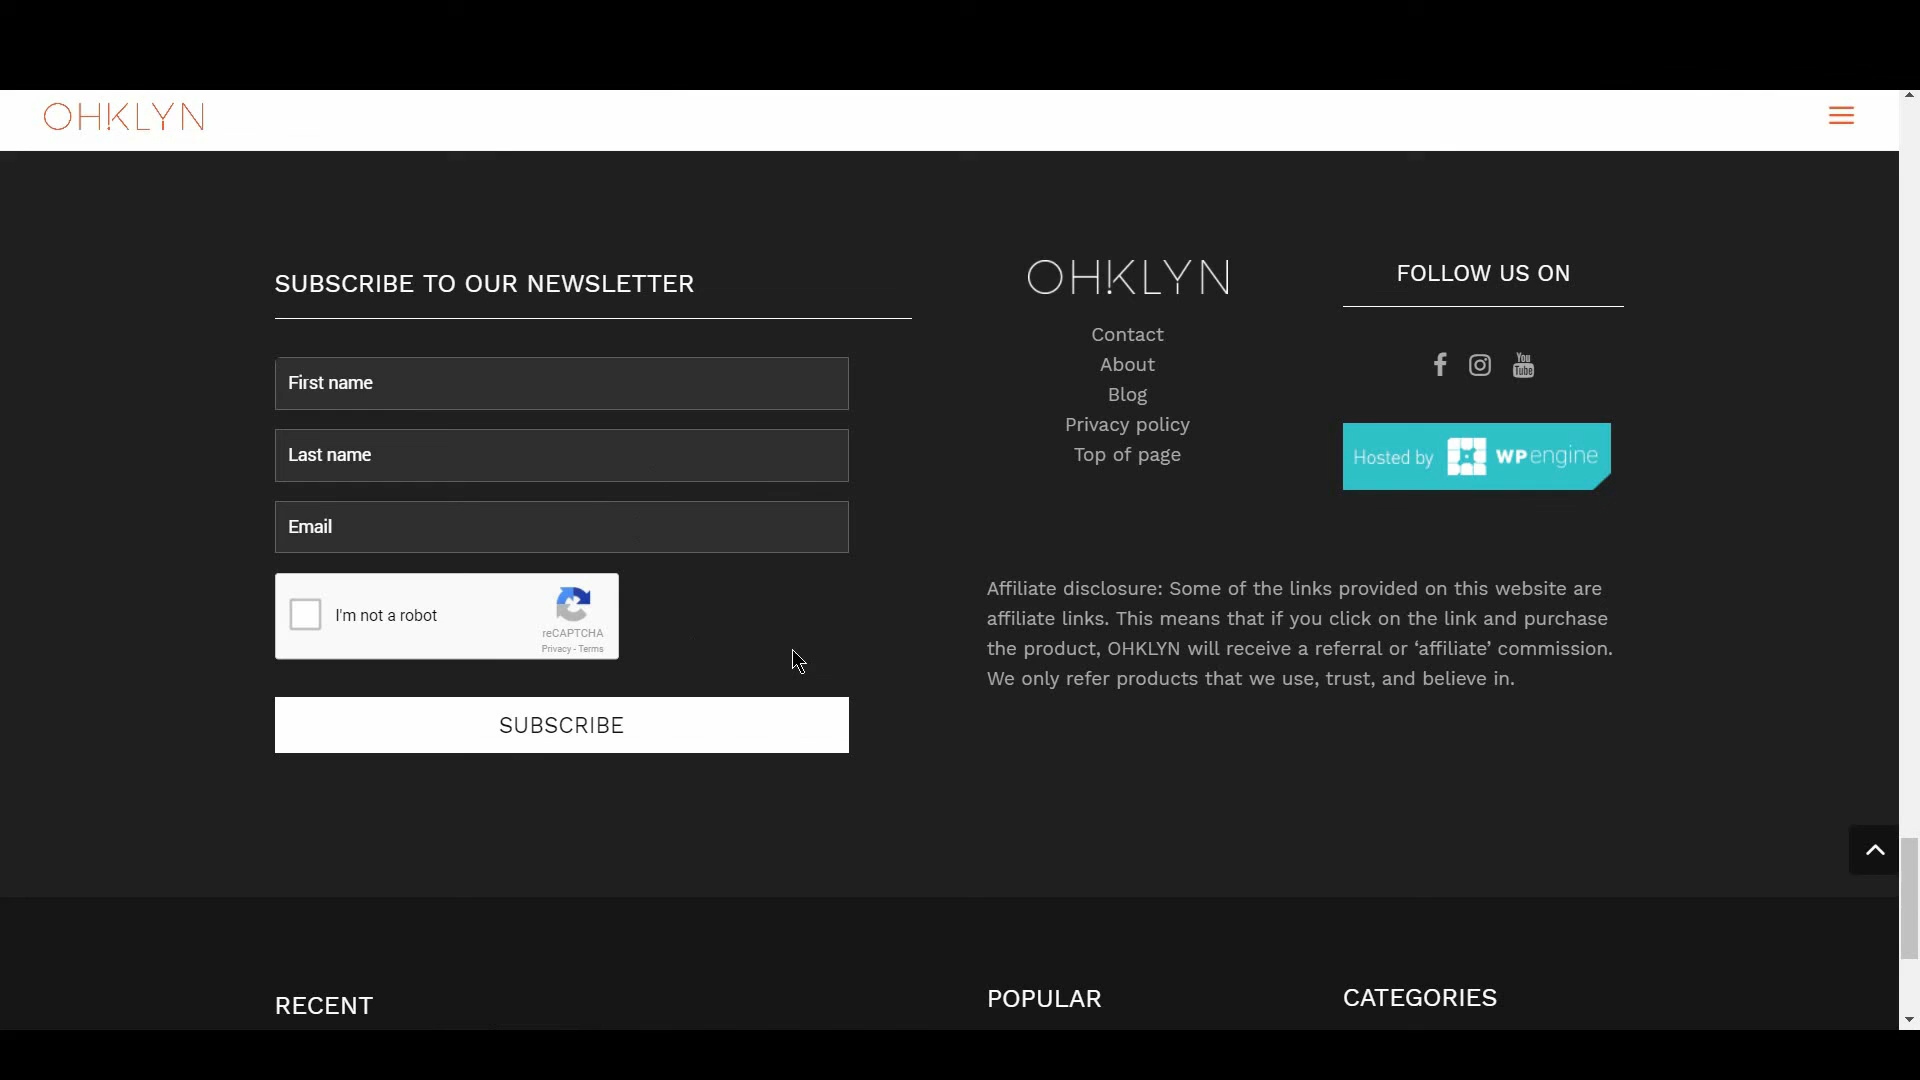 OHKLYN
SUBSCRIBE TO OUR NEWSLETTER
First name
Last name
Email
I'm not a robot
reCAPTCHA
Privacy - Terms
SUBSCRIBE
OHKLYN
Contact
About
Blog
Privacy policy
Top of page
FOLLOW US ON
You
Tube
Hosted by WP engine
Affiliate disclosure: Some of the links provided on this website are
affiliate links. This means that if you click on the link and purchase
the product, OHKLYN will receive a referral or ‘affiliate’ commission.
We only refer products that we use, trust, and believe in.
RECENT
POPULAR
CATEGORIES